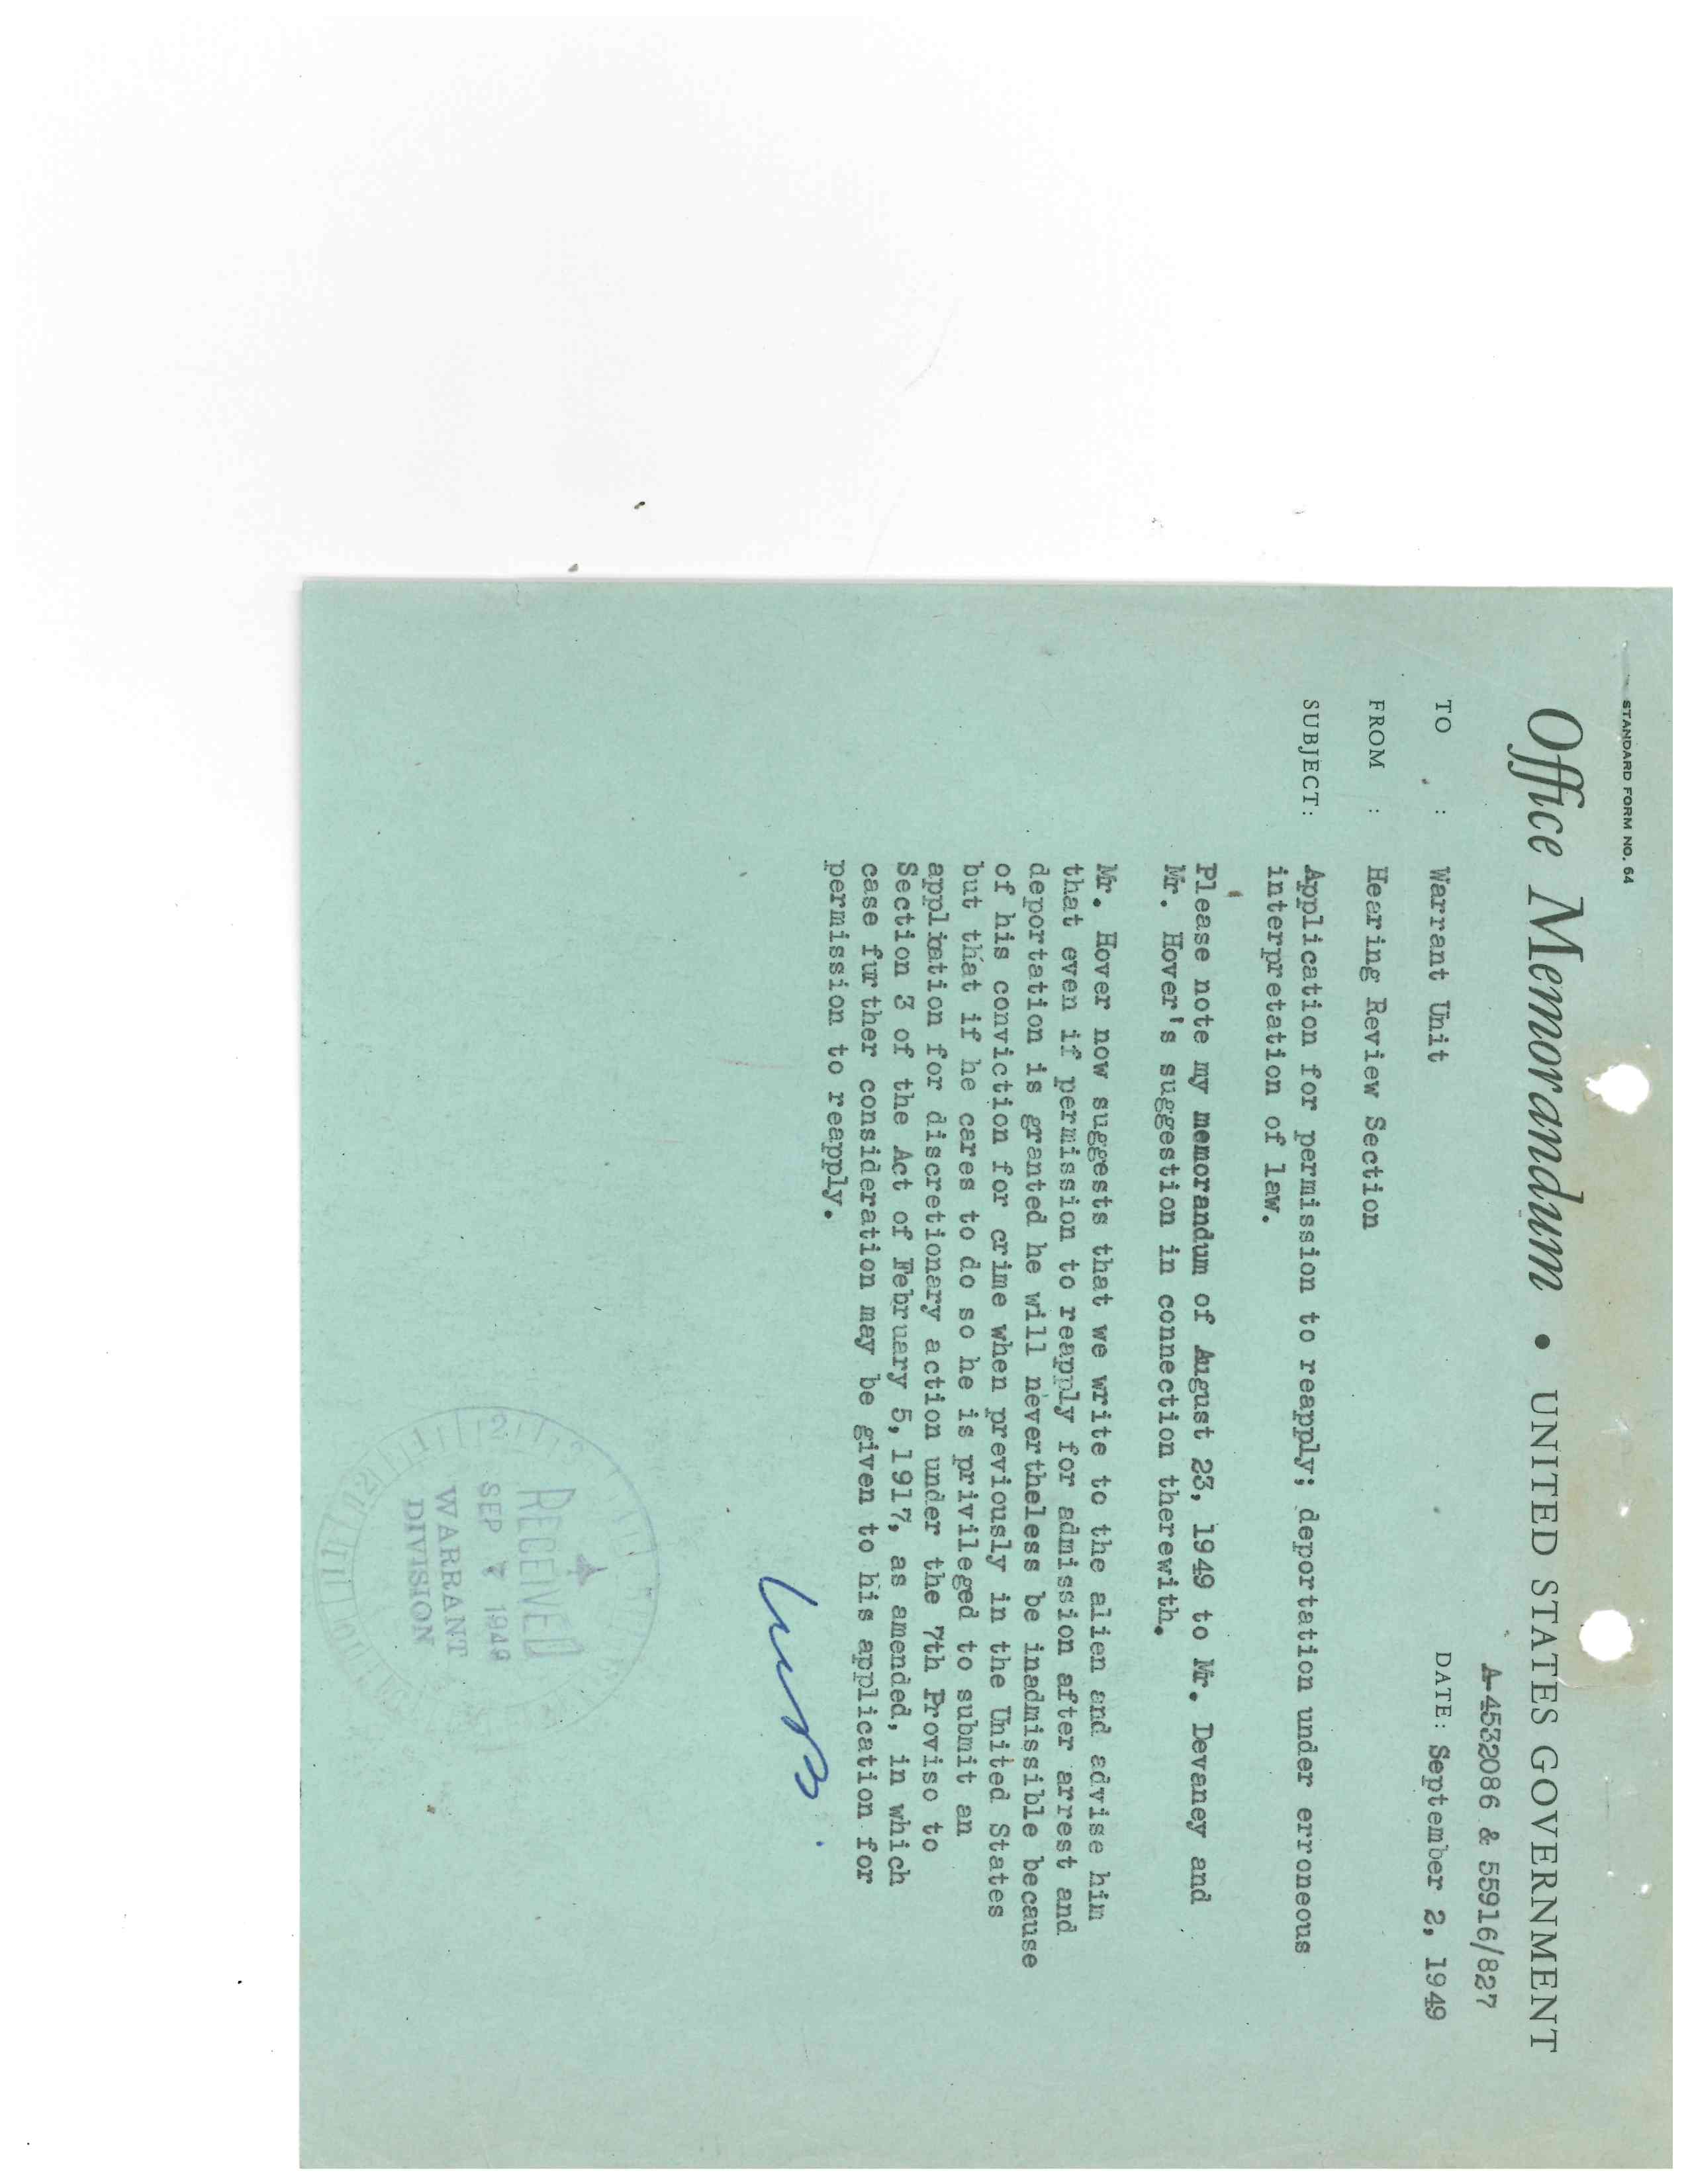 STANDARD FORM NO. 64
Office Memorandum • UNITED STATES GOVERNMENT
A-4532086 & 55916/827
TO : Warrant Unit DATE: September 2, 1949
FROM : Hearing Review Section
SUBJECT: Application for permission to reapply; deportation under erroneous
interpretation of law.
Please note my memorandum of August 23, 1949 to Mr. Devaney and
Mr. Hover's suggestion in connection therewith.
Mr. Hover now suggests that we write to the alien and advise him
that even if permission to reapply for admission after arrest and
deportation is granted he will nevertheless be inadmissible because
of his conviction for crime when previously in the United States
but that if he cares to do so he is privileged to submit an
application for discretionary action under the 7th Proviso to
Section 3 of the Act of February 5, 1917, as amended, in which
case further consideration may be given to his application for
permission to reapply.
RECEIVED
SEP 7 1949
WARRANT
DIVISION